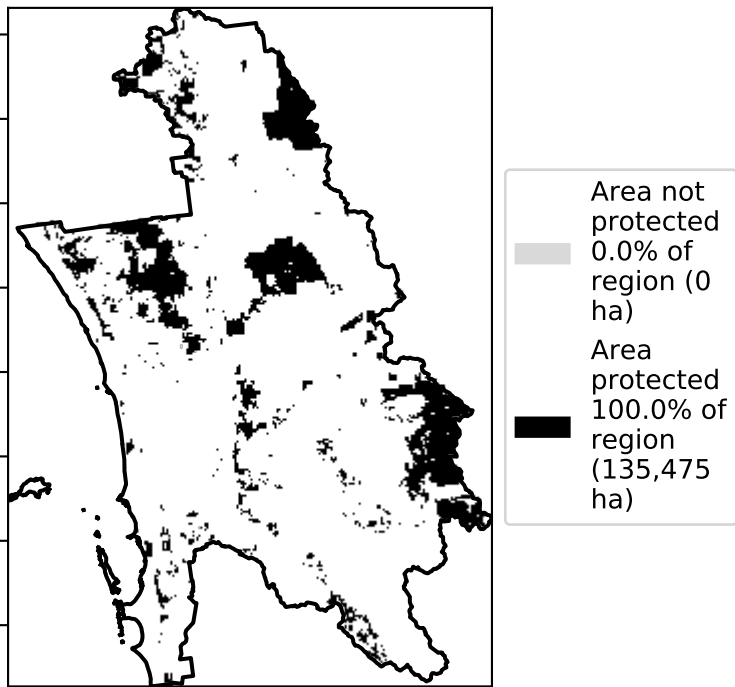 Area not
protected
0.0% of
region (0
ha)
Area
protected
100.0% of
region
(135,475
ha)